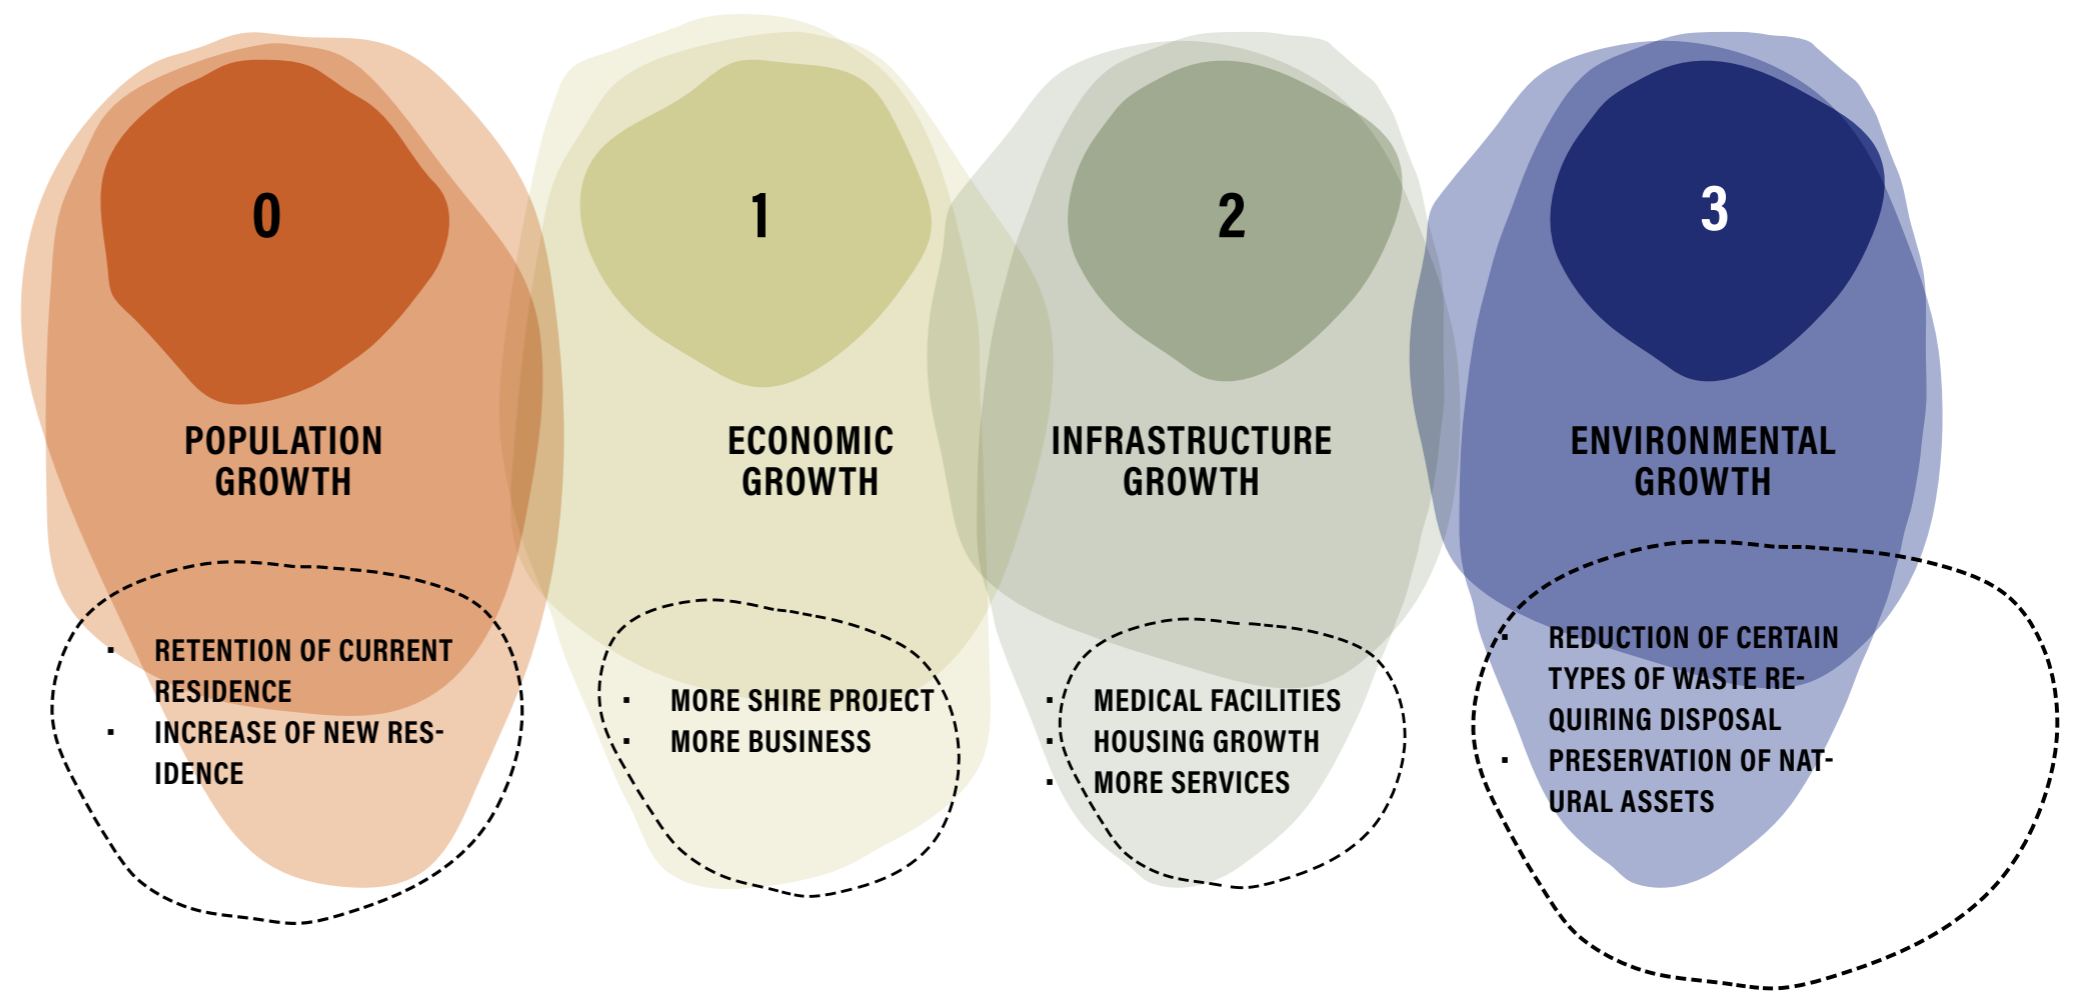 0
POPULATION
GROWTH
▪ RETENTION OF CURRENT
RESIDENCE
▪ INCREASE OF NEW RES-
IDENCE
1
ECONOMIC
GROWTH
▪ MORE SHIRE PROJECT
▪ MORE BUSINESS
2
INFRASTRUCTURE
GROWTH
▪ MEDICAL FACILITIES
▪ HOUSING GROWTH
▪ MORE SERVICES
3
ENVIRONMENTAL
GROWTH
▪ REDUCTION OF CERTAIN
TYPES OF WASTE RE-
QUIRING DISPOSAL
▪ PRESERVATION OF NAT-
URAL ASSETS